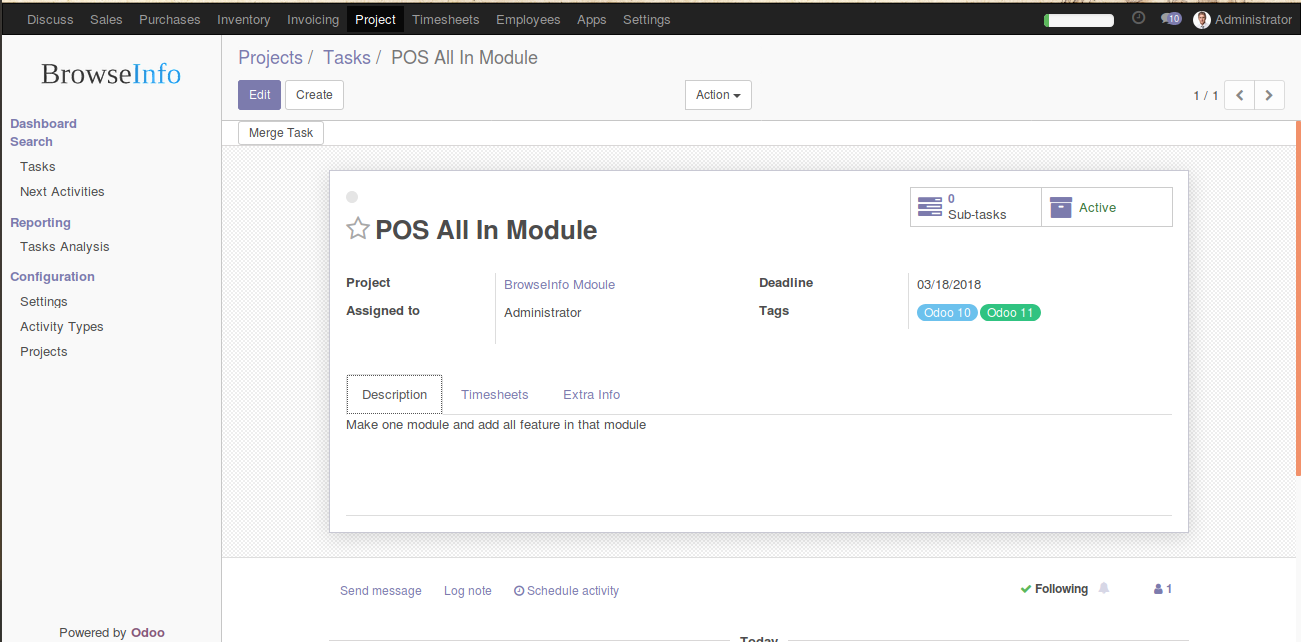 Discuss Sales Purchases Inventory Invoicing Project Timesheets Employees Apps Settings 10 Administrator
BrowseInfo
Projects / Tasks / POS All In Module
Edit Create Action 1 / 1
Merge Task
Dashboard
Search
Tasks
Next Activities
Reporting
Tasks Analysis
Configuration
Settings
Activity Types
Projects
0
Sub-tasks
Active
POS All In Module
Project BrowseInfo Mdoule Deadline 03/18/2018
Assigned to Administrator Tags Odoo 10 Odoo 11
Description Timesheets Extra Info
Make one module and add all feature in that module
Send message Log note Schedule activity Following 1
Powered by Odoo
Today